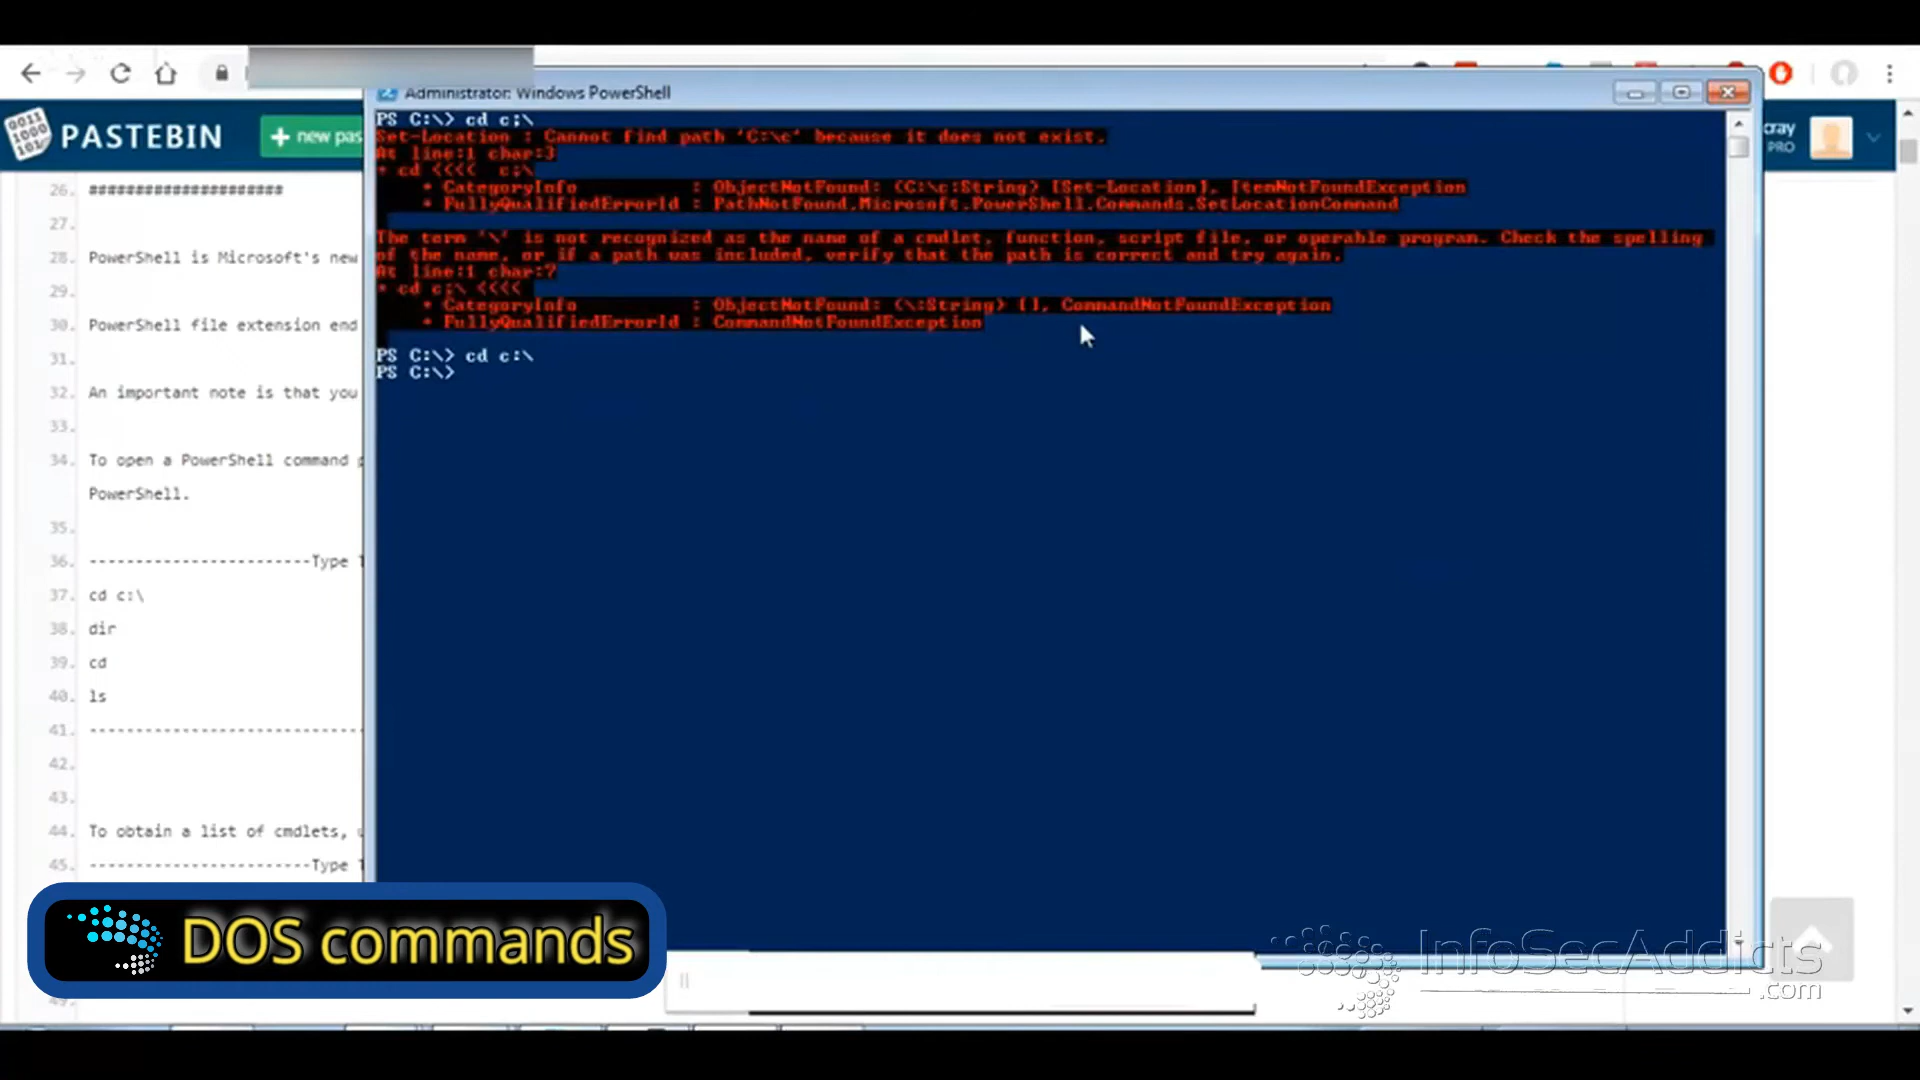 Administrator: Windows PowerShell
0011
1000
101
PASTEBIN
+ new pas
cray
PRO
PS C:\> cd c;\
Set-Location : Cannot find path 'C:\c' because it does not exist.
At line:1 char:3
+ cd <<<<  c;\
    + CategoryInfo          : ObjectNotFound: (C:\c:String) [Set-Location], ItemNotFoundException
    + FullyQualifiedErrorId : PathNotFound,Microsoft.PowerShell.Commands.SetLocationCommand
The term '\' is not recognized as the name of a cmdlet, function, script file, or operable program. Check the spelling
of the name, or if a path was included, verify that the path is correct and try again.
At line:1 char:7
+ cd c;\ <<<<
    + CategoryInfo          : ObjectNotFound: (\:String) [], CommandNotFoundException
    + FullyQualifiedErrorId : CommandNotFoundException
PS C:\> cd c:\
PS C:\>
26. #####################
27.
28. PowerShell is Microsoft's new
29.
30. PowerShell file extension end
31.
32. An important note is that you
33.
34. To open a PowerShell command p
PowerShell.
35.
36. ------------------------Type T
37. cd c:\
38. dir
39. cd
40. ls
41. ------------------------------
42.
43.
44. To obtain a list of cmdlets, u
45. ------------------------Type T
DOS commands
49.
InfoSecAddicts
.com